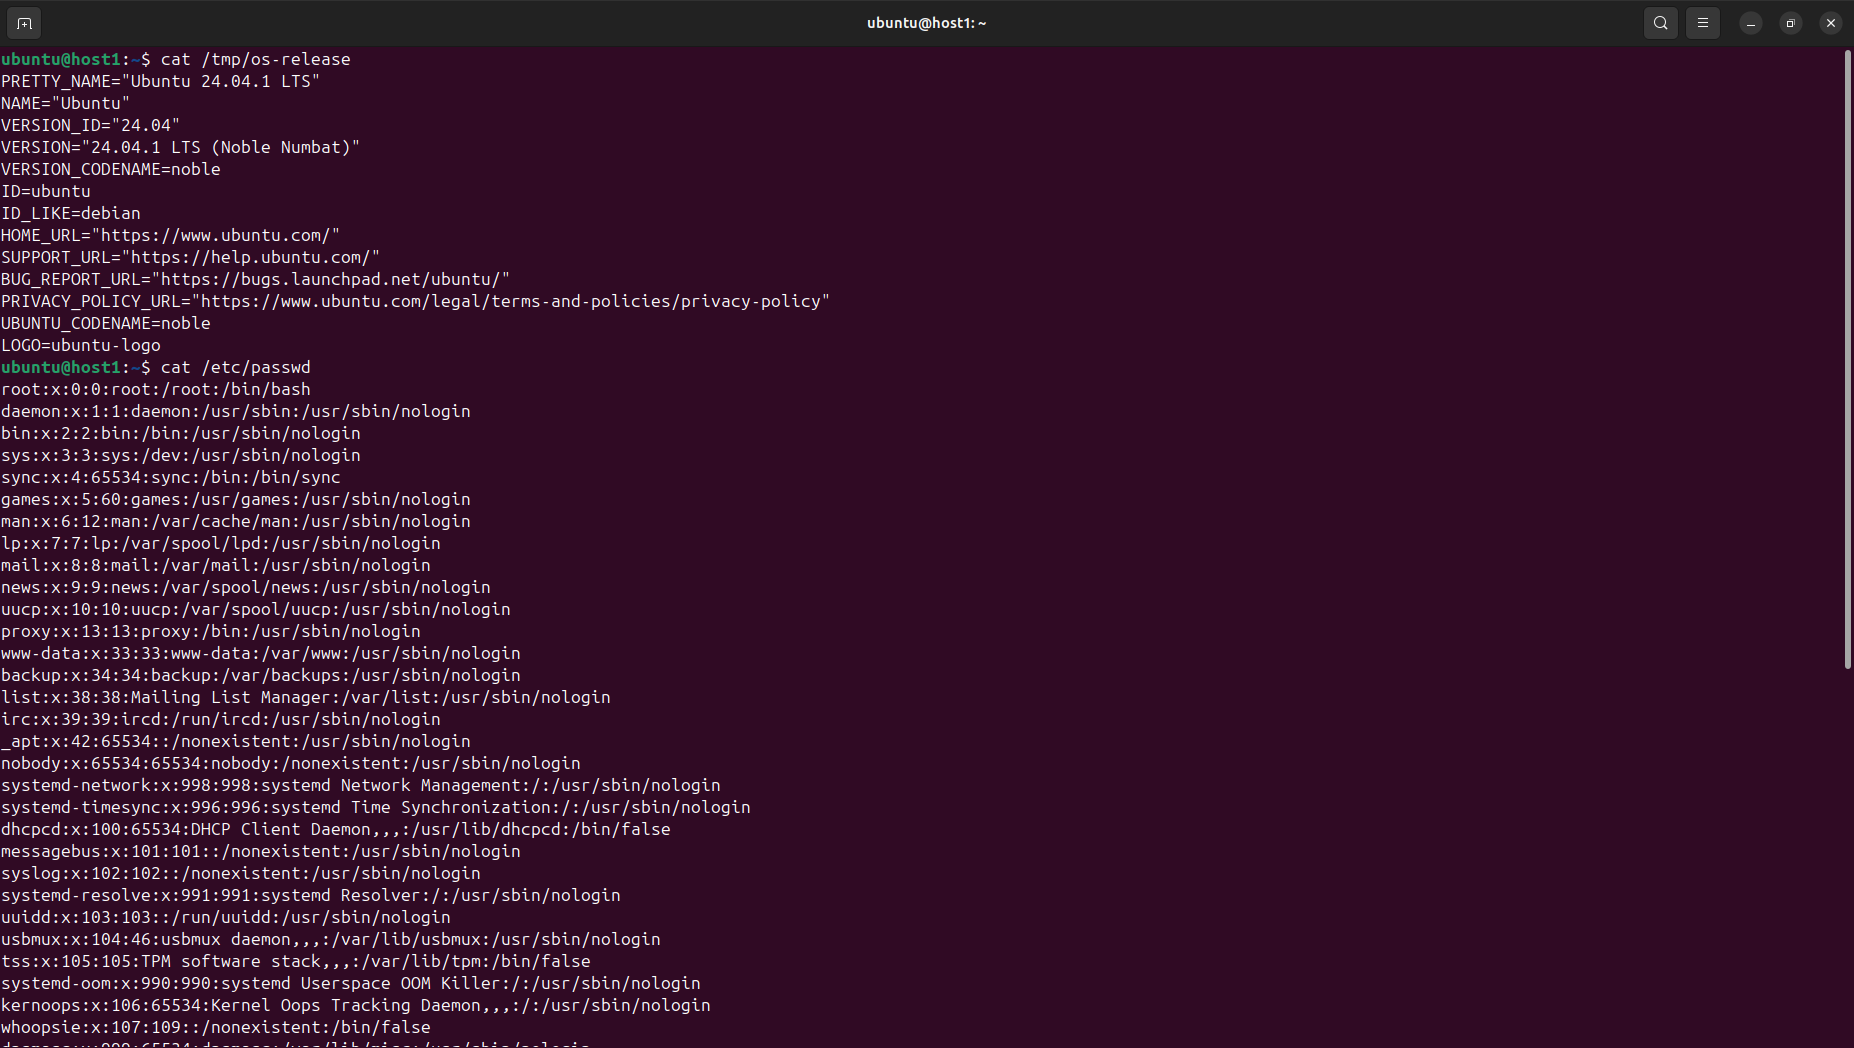 ubuntu@host1: ~
ubuntu@host1:~$ cat /tmp/os-release
PRETTY_NAME="Ubuntu 24.04.1 LTS"
NAME="Ubuntu"
VERSION_ID="24.04"
VERSION="24.04.1 LTS (Noble Numbat)"
VERSION_CODENAME=noble
ID=ubuntu
ID_LIKE=debian
HOME_URL="https://www.ubuntu.com/"
SUPPORT_URL="https://help.ubuntu.com/"
BUG_REPORT_URL="https://bugs.launchpad.net/ubuntu/"
PRIVACY_POLICY_URL="https://www.ubuntu.com/legal/terms-and-policies/privacy-policy"
UBUNTU_CODENAME=noble
LOGO=ubuntu-logo
ubuntu@host1:~$ cat /etc/passwd
root:x:0:0:root:/root:/bin/bash
daemon:x:1:1:daemon:/usr/sbin:/usr/sbin/nologin
bin:x:2:2:bin:/bin:/usr/sbin/nologin
sys:x:3:3:sys:/dev:/usr/sbin/nologin
sync:x:4:65534:sync:/bin:/bin/sync
games:x:5:60:games:/usr/games:/usr/sbin/nologin
man:x:6:12:man:/var/cache/man:/usr/sbin/nologin
lp:x:7:7:lp:/var/spool/lpd:/usr/sbin/nologin
mail:x:8:8:mail:/var/mail:/usr/sbin/nologin
news:x:9:9:news:/var/spool/news:/usr/sbin/nologin
uucp:x:10:10:uucp:/var/spool/uucp:/usr/sbin/nologin
proxy:x:13:13:proxy:/bin:/usr/sbin/nologin
www-data:x:33:33:www-data:/var/www:/usr/sbin/nologin
backup:x:34:34:backup:/var/backups:/usr/sbin/nologin
list:x:38:38:Mailing List Manager:/var/list:/usr/sbin/nologin
irc:x:39:39:ircd:/run/ircd:/usr/sbin/nologin
_apt:x:42:65534::/nonexistent:/usr/sbin/nologin
nobody:x:65534:65534:nobody:/nonexistent:/usr/sbin/nologin
systemd-network:x:998:998:systemd Network Management:/:/usr/sbin/nologin
systemd-timesync:x:996:996:systemd Time Synchronization:/:/usr/sbin/nologin
dhcpcd:x:100:65534:DHCP Client Daemon,,,:/usr/lib/dhcpcd:/bin/false
messagebus:x:101:101::/nonexistent:/usr/sbin/nologin
syslog:x:102:102::/nonexistent:/usr/sbin/nologin
systemd-resolve:x:991:991:systemd Resolver:/:/usr/sbin/nologin
uuidd:x:103:103::/run/uuidd:/usr/sbin/nologin
usbmux:x:104:46:usbmux daemon,,,:/var/lib/usbmux:/usr/sbin/nologin
tss:x:105:105:TPM software stack,,,:/var/lib/tpm:/bin/false
systemd-oom:x:990:990:systemd Userspace OOM Killer:/:/usr/sbin/nologin
kernoops:x:106:65534:Kernel Oops Tracking Daemon,,,:/:/usr/sbin/nologin
whoopsie:x:107:109::/nonexistent:/bin/false